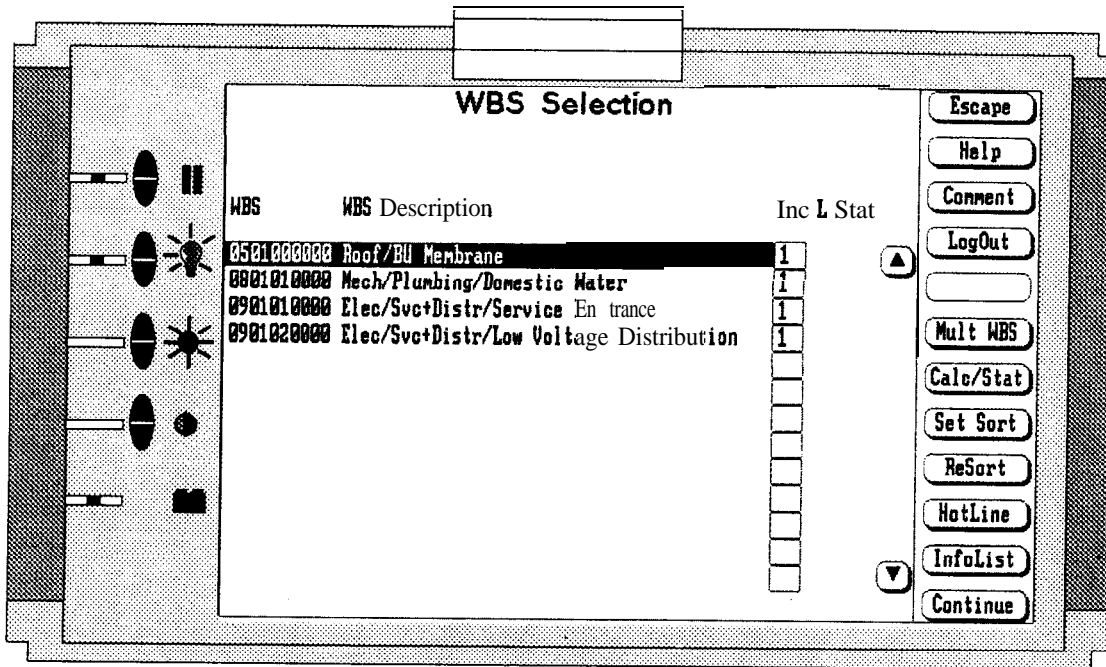 WBS Selection
WBS WBS Description Inc L Stat
0501000000 Roof/BU Membrane 1
0801010000 Mech/Plumbing/Domestic Water 1
0901010000 Elec/Svc+Distr/Service En trance 1
0901020000 Elec/Svc+Distr/Low Voltage Distribution 1
Escape
Help
Comment
LogOut
Mult WBS
Calc/Stat
Set Sort
ReSort
HotLine
InfoList
Continue